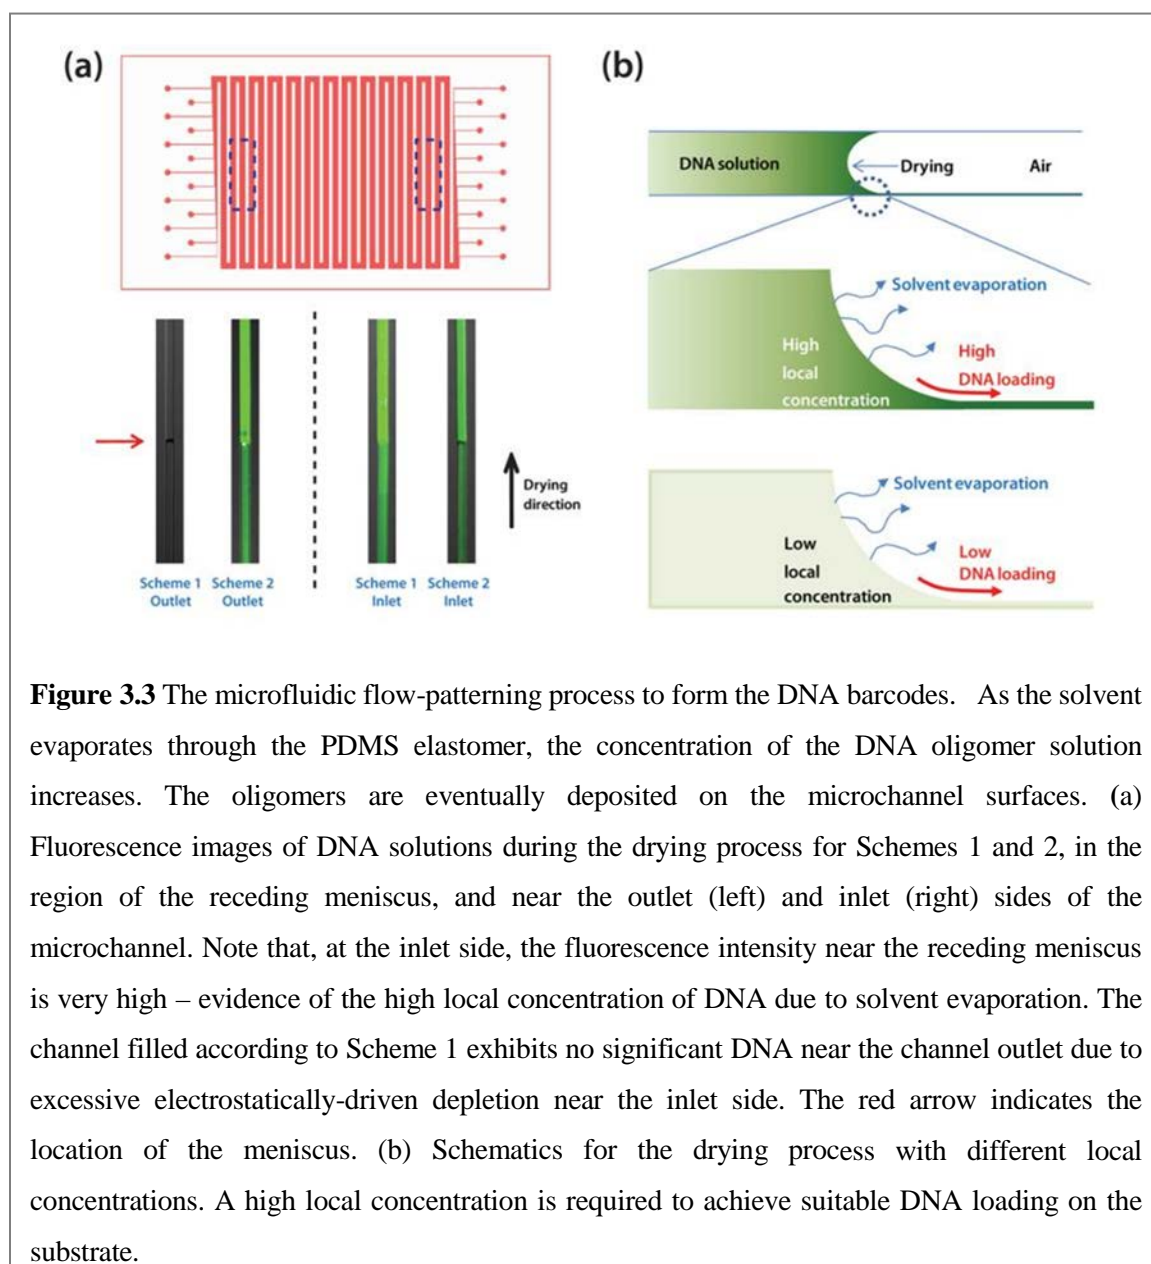 (a)
(b)
DNA solution
Drying
Air
Solvent evaporation
High
local
concentration
High
DNA loading
Drying
direction
Scheme 1
Outlet
Scheme 2
Outlet
Scheme 1
Inlet
Scheme 2
Inlet
Solvent evaporation
Low
local
concentration
Low
DNA loading
Figure 3.3 The microfluidic flow-patterning process to form the DNA barcodes. As the solvent
evaporates through the PDMS elastomer, the concentration of the DNA oligomer solution
increases. The oligomers are eventually deposited on the microchannel surfaces. (a)
Fluorescence images of DNA solutions during the drying process for Schemes 1 and 2, in the
region of the receding meniscus, and near the outlet (left) and inlet (right) sides of the
microchannel. Note that, at the inlet side, the fluorescence intensity near the receding meniscus
is very high – evidence of the high local concentration of DNA due to solvent evaporation. The
channel filled according to Scheme 1 exhibits no significant DNA near the channel outlet due to
excessive electrostatically-driven depletion near the inlet side. The red arrow indicates the
location of the meniscus. (b) Schematics for the drying process with different local
concentrations. A high local concentration is required to achieve suitable DNA loading on the
substrate.